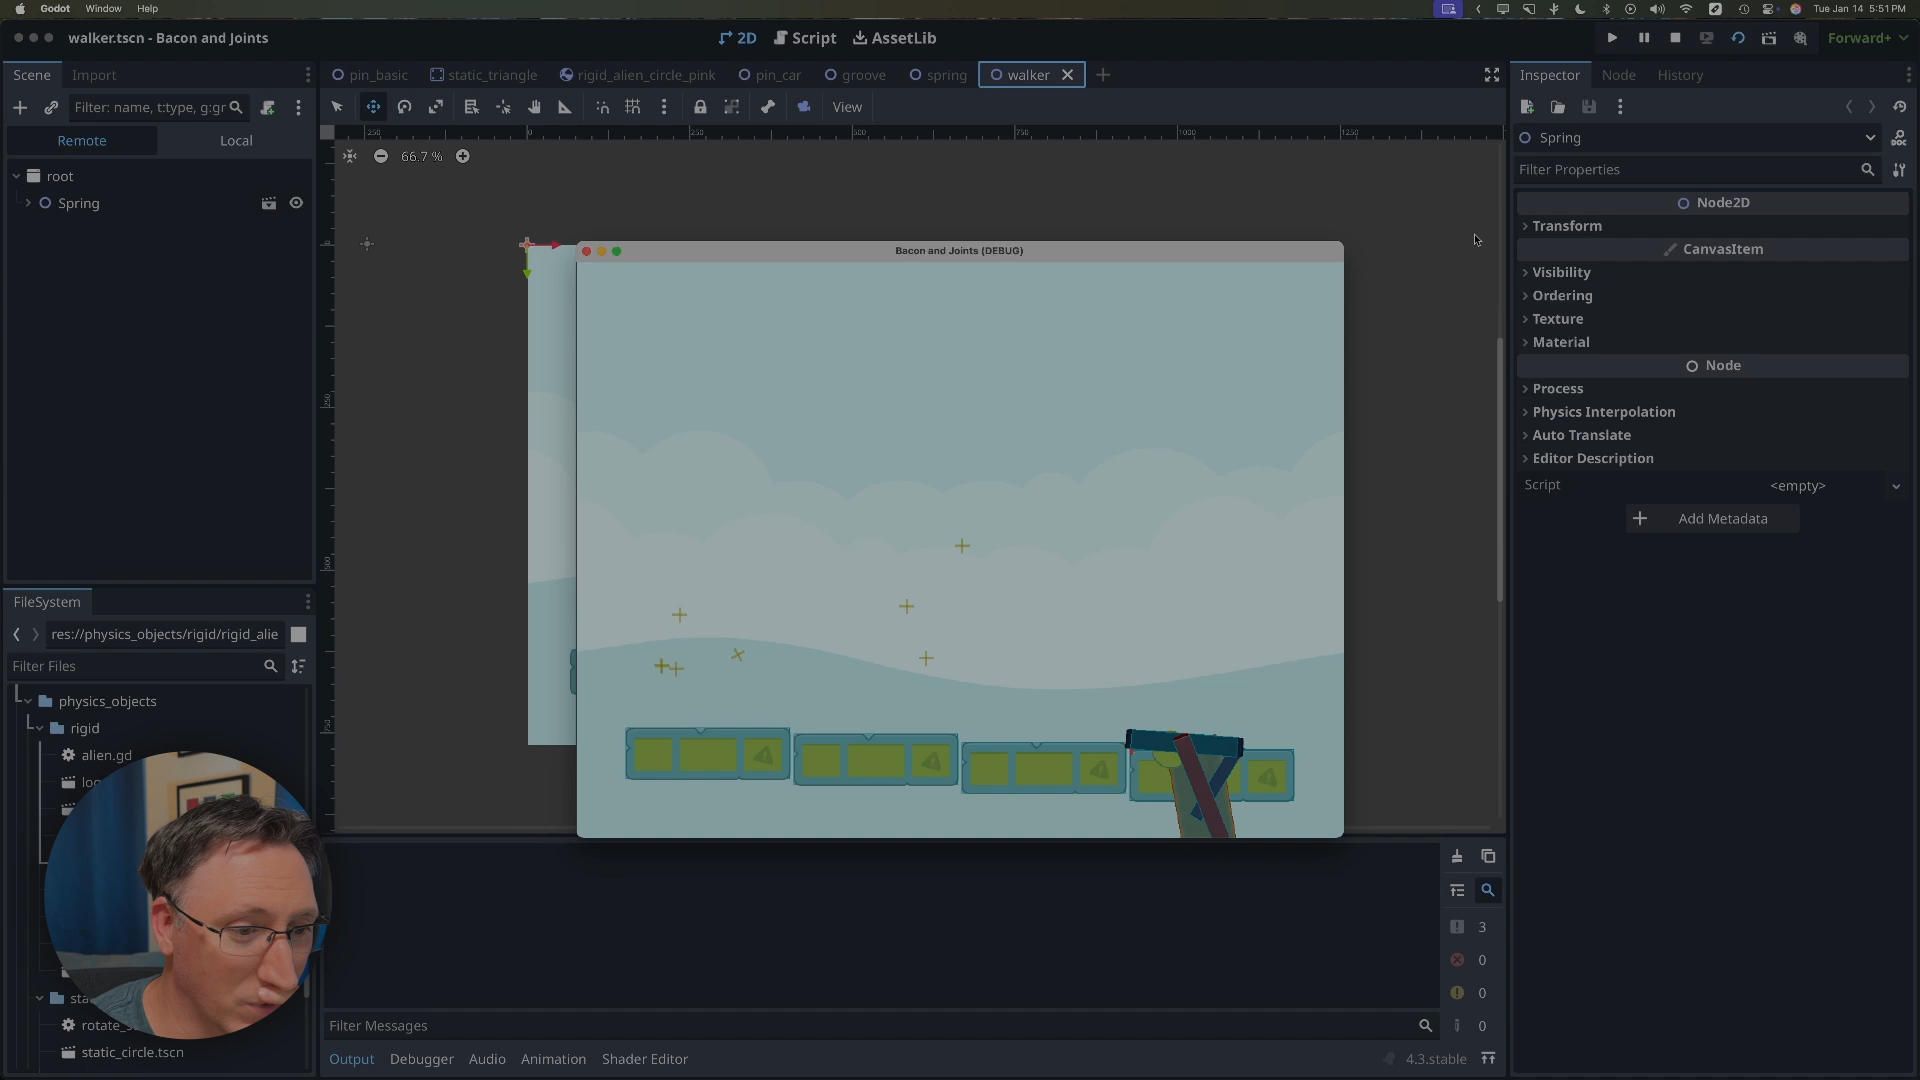 Godot Window Help
Tue Jan 14 5:51 PM
walker.tscn - Bacon and Joints
2D Script AssetLib
Forward+
Scene Import
pin_basic static_triangle rigid_alien_circle_pink pin_car groove spring walker
Inspector Node History
Filter: name, t:type, g:gr
View
Remote Local
Spring
66.7 %
Filter Properties
root
Spring
Node2D
Transform
CanvasItem
Bacon and Joints (DEBUG)
Visibility
Ordering
Texture
Material
Node
Process
Physics Interpolation
Auto Translate
Editor Description
Script <empty>
Add Metadata
FileSystem
res://physics_objects/rigid/rigid_alie
Filter Files
physics_objects
rigid
alien.gd
sta
rotate_s
static_circle.tscn
3
0
0
0
Filter Messages
Output Debugger Audio Animation Shader Editor
4.3.stable